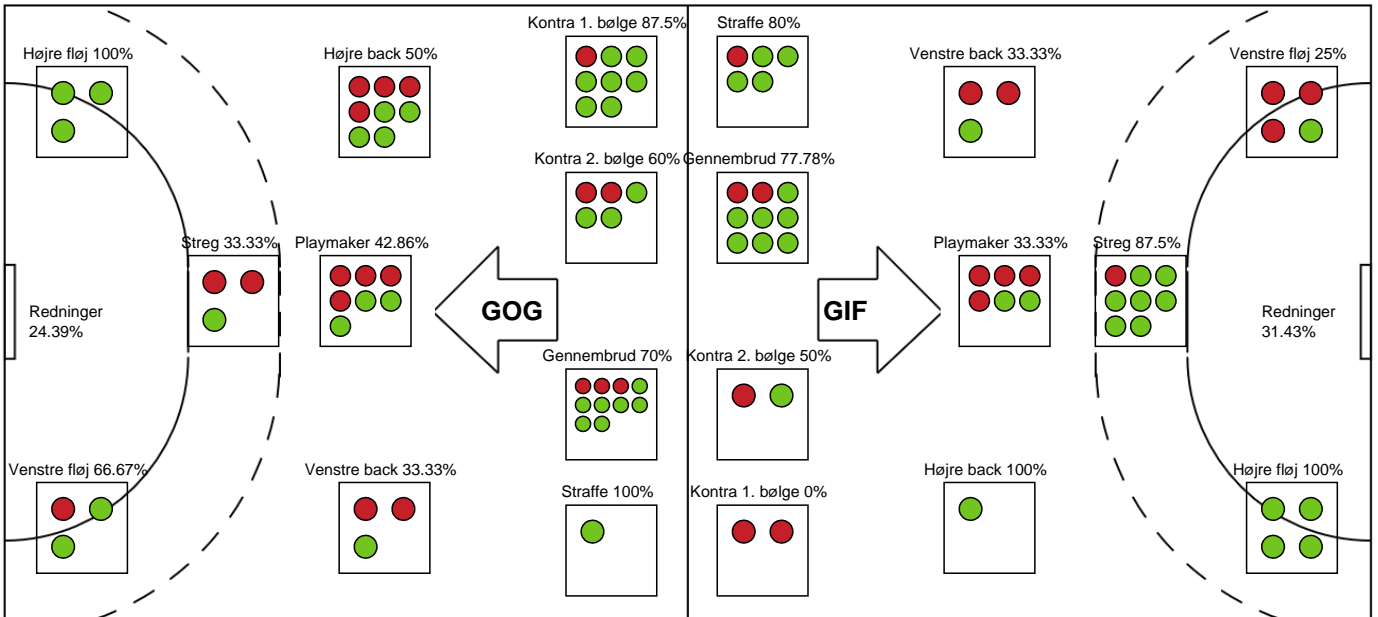 Kontra 1. bølge 87.5%
Straffe 80%
Højre fløj 100%
Højre back 50%
Venstre back 33.33%
Venstre fløj 25%
Kontra 2. bølge 60%
Gennembrud 77.78%
Streg 33.33%
Playmaker 42.86%
Playmaker 33.33%
Streg 87.5%
Redninger
24.39%
GOG
GIF
Redninger
31.43%
Gennembrud 70%
Kontra 2. bølge 50%
Venstre fløj 66.67%
Venstre back 33.33%
Højre back 100%
Højre fløj 100%
Straffe 100%
Kontra 1. bølge 0%